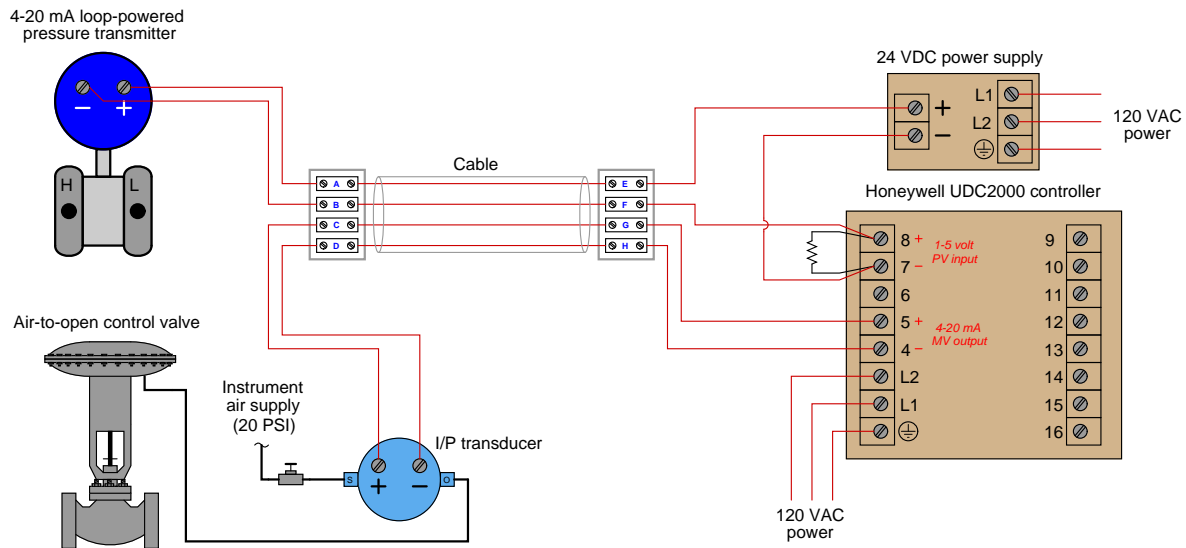 4-20 mA loop-powered
pressure transmitter
− +
H L
24 VDC power supply
+
−
L1
L2
120 VAC
power
Cable
A
B
C
D
E
F
G
H
Honeywell UDC2000 controller
8 +
7 −
1-5 volt
PV input
6
5 +
4 −
4-20 mA
MV output
L2
L1
9
10
11
12
13
14
15
16
120 VAC
power
Air-to-open control valve
Instrument
air supply
(20 PSI)
I/P transducer
S
+ −
O